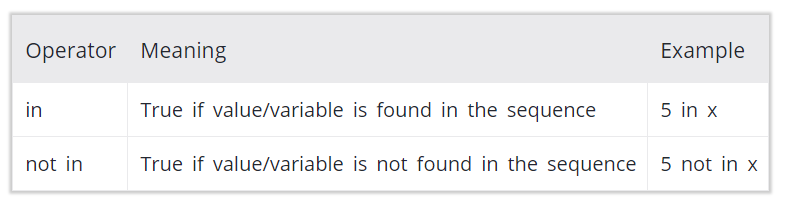 Operator Meaning Example
in True if value/variable is found in the sequence 5 in x
not in True if value/variable is not found in the sequence 5 not in x